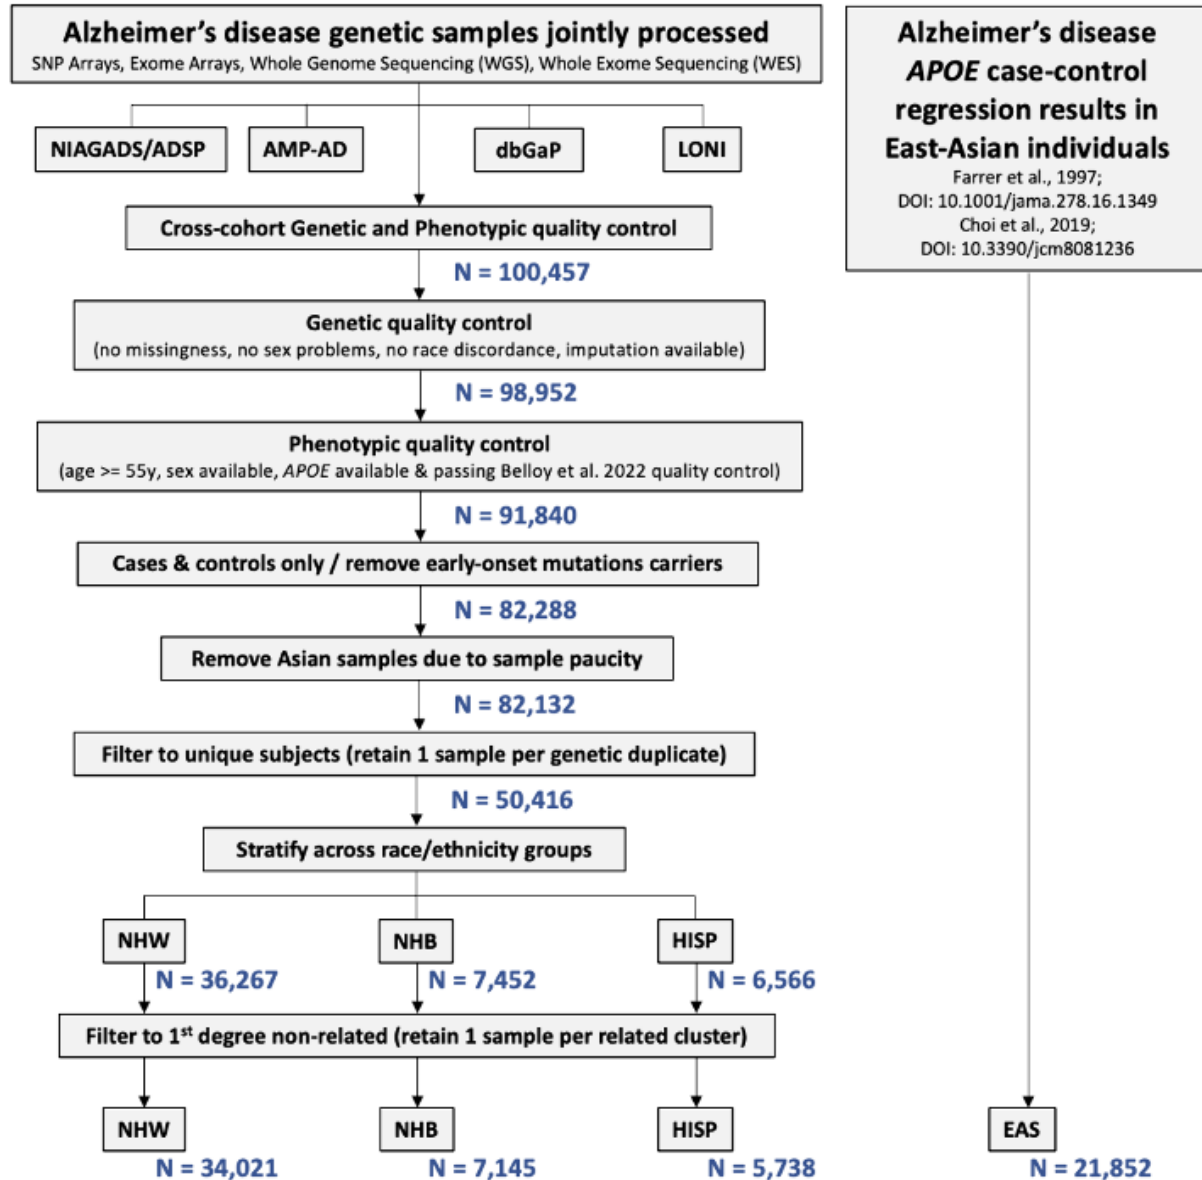 Alzheimer's disease genetic samples jointly processed
SNP Arrays, Exome Arrays, Whole Genome Sequencing (WGS), Whole Exome Sequencing (WES)
NIAGADS/ADSP
AMP-AD
dbGaP
LONI
Cross-cohort Genetic and Phenotypic quality control
N = 100,457
Genetic quality control
(no missingness, no sex problems, no race discordance, imputation available)
N = 98,952
Phenotypic quality control
(age >= 55y, sex available, APOE available & passing Belloy et al. 2022 quality control)
N = 91,840
Cases & controls only / remove early-onset mutations carriers
N = 82,288
Remove Asian samples due to sample paucity
N = 82,132
Filter to unique subjects (retain 1 sample per genetic duplicate)
N = 50,416
Stratify across race/ethnicity groups
NHW
NHB
HISP
N = 36,267
N = 7,452
N = 6,566
Filter to 1st degree non-related (retain 1 sample per related cluster)
NHW
NHB
HISP
N = 34,021
N = 7,145
N = 5,738
Alzheimer's disease
APOE case-control
regression results in
East-Asian individuals
Farrer et al., 1997;
DOI: 10.1001/jama.278.16.1349
Choi et al., 2019;
DOI: 10.3390/jcm8081236
EAS
N = 21,852